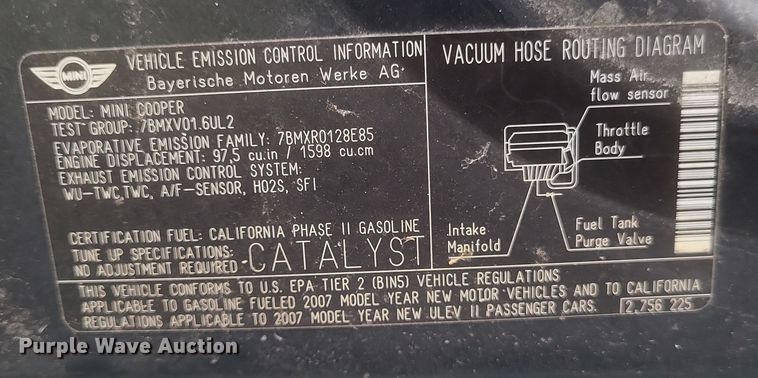 MINI
VEHICLE EMISSION CONTROL INFORMATION
Bayerische Motoren Werke AG
MODEL: MINI COOPER
TEST GROUP: 7BMXV01.6UL2
EVAPORATIVE EMISSION FAMILY: 7BMXR0128E85
ENGINE DISPLACEMENT: 97,5 cu.in / 1598 cu.cm
EXHAUST EMISSION CONTROL SYSTEM:
WU-TWC,TWC, A/F-SENSOR, HO2S, SFI
CERTIFICATION FUEL: CALIFORNIA PHASE II GASOLINE
TUNE UP SPECIFICATIONS:
NO ADJUSTMENT REQUIRED
CATALYST
VACUUM HOSE ROUTING DIAGRAM
Mass Air
flow sensor
Throttle
Body
Intake
Manifold
Fuel Tank
Purge Valve
THIS VEHICLE CONFORMS TO U.S. EPA TIER 2 (BIN5) VEHICLE REGULATIONS
APPLICABLE TO GASOLINE FUELED 2007 MODEL YEAR NEW MOTOR VEHICLES AND TO CALIFORNIA
REGULATIONS APPLICABLE TO 2007 MODEL YEAR NEW ULEV II PASSENGER CARS.
2,756 225
Purple Wave Auction